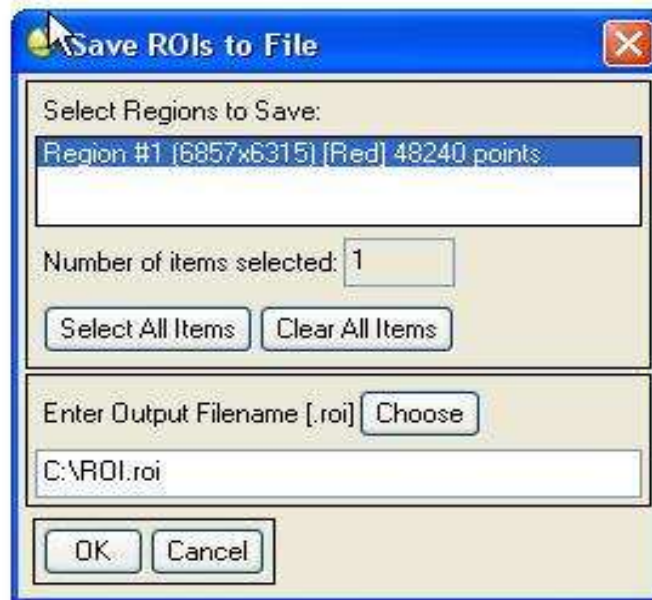 Save ROIs to File
Select Regions to Save:
Region #1 (6857x6315) [Red] 48240 points
Number of items selected: 1
Select All Items Clear All Items
Enter Output Filename [.roi] Choose
C:\ROI.roi
OK Cancel